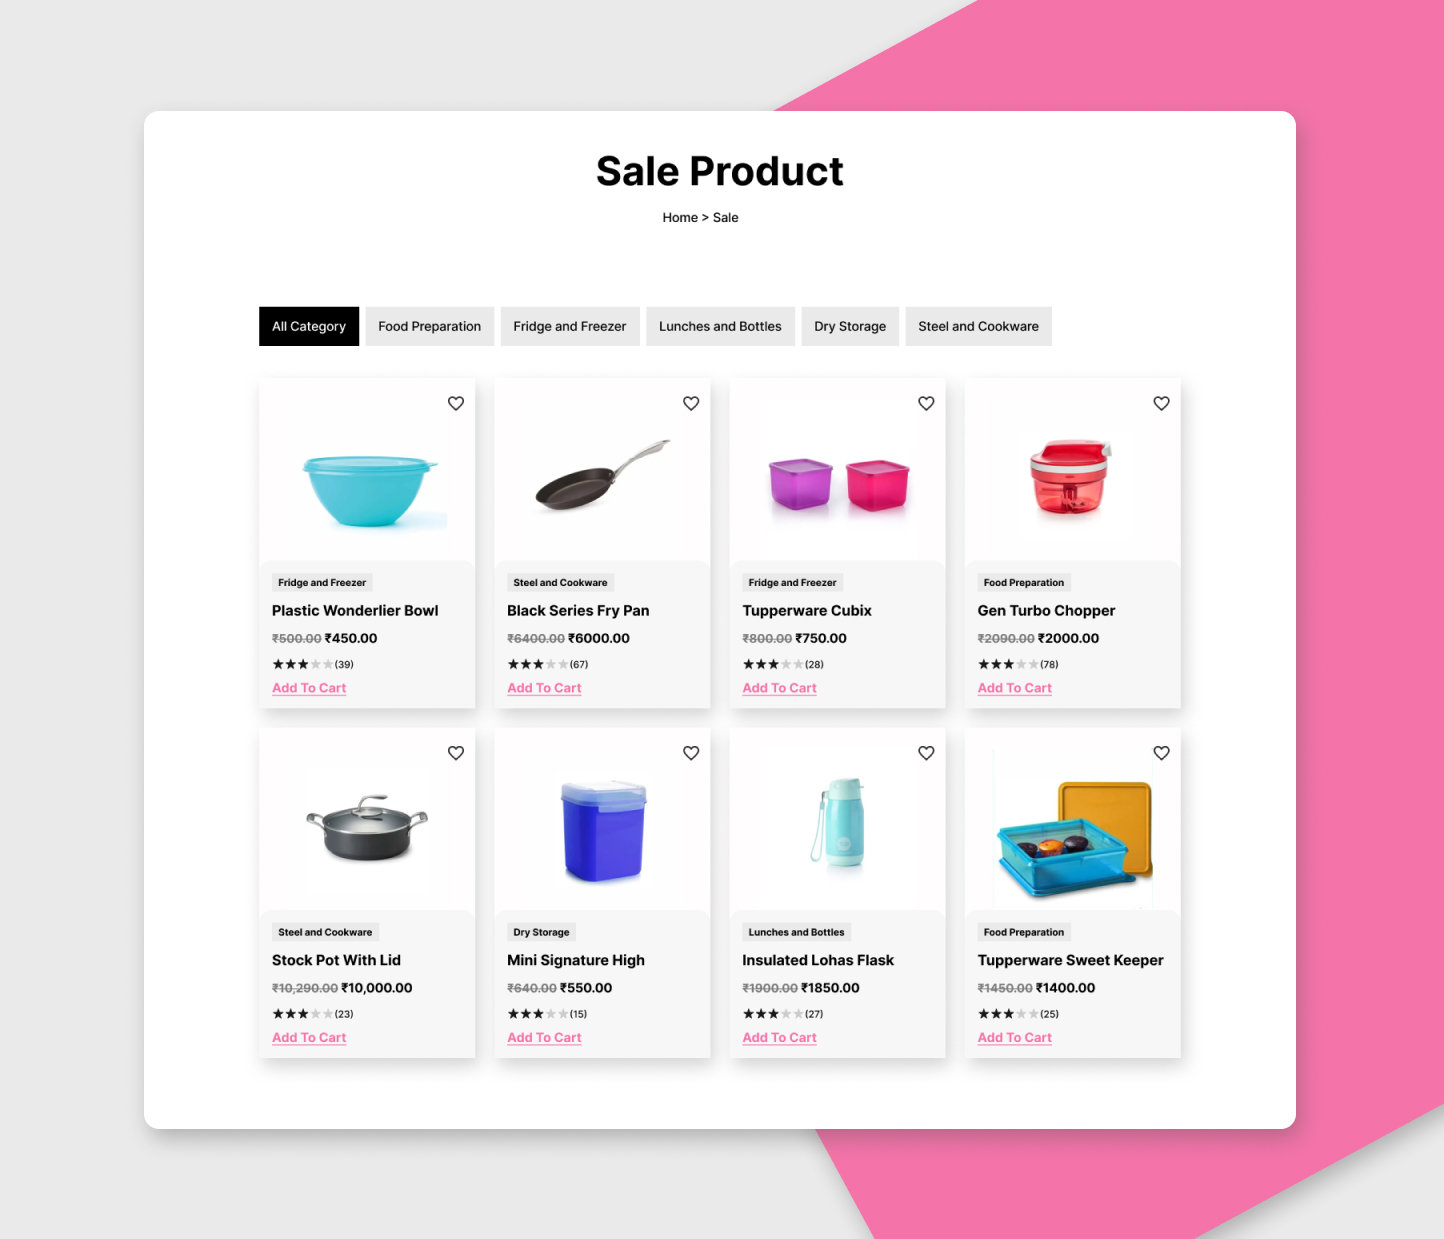 Sale Product
Home > Sale
All Category
Food Preparation
Fridge and Freezer
Lunches and Bottles
Dry Storage
Steel and Cookware
Fridge and Freezer
Plastic Wonderlier Bowl
₹500.00 ₹450.00
(39)
Add To Cart
Steel and Cookware
Black Series Fry Pan
₹6400.00 ₹6000.00
(67)
Add To Cart
Fridge and Freezer
Tupperware Cubix
₹800.00 ₹750.00
(28)
Add To Cart
Food Preparation
Gen Turbo Chopper
₹2090.00 ₹2000.00
(78)
Add To Cart
Steel and Cookware
Stock Pot With Lid
₹10,290.00 ₹10,000.00
(23)
Add To Cart
Dry Storage
Mini Signature High
₹640.00 ₹550.00
(15)
Add To Cart
Lunches and Bottles
Insulated Lohas Flask
₹1900.00 ₹1850.00
(27)
Add To Cart
Food Preparation
Tupperware Sweet Keeper
₹1450.00 ₹1400.00
(25)
Add To Cart